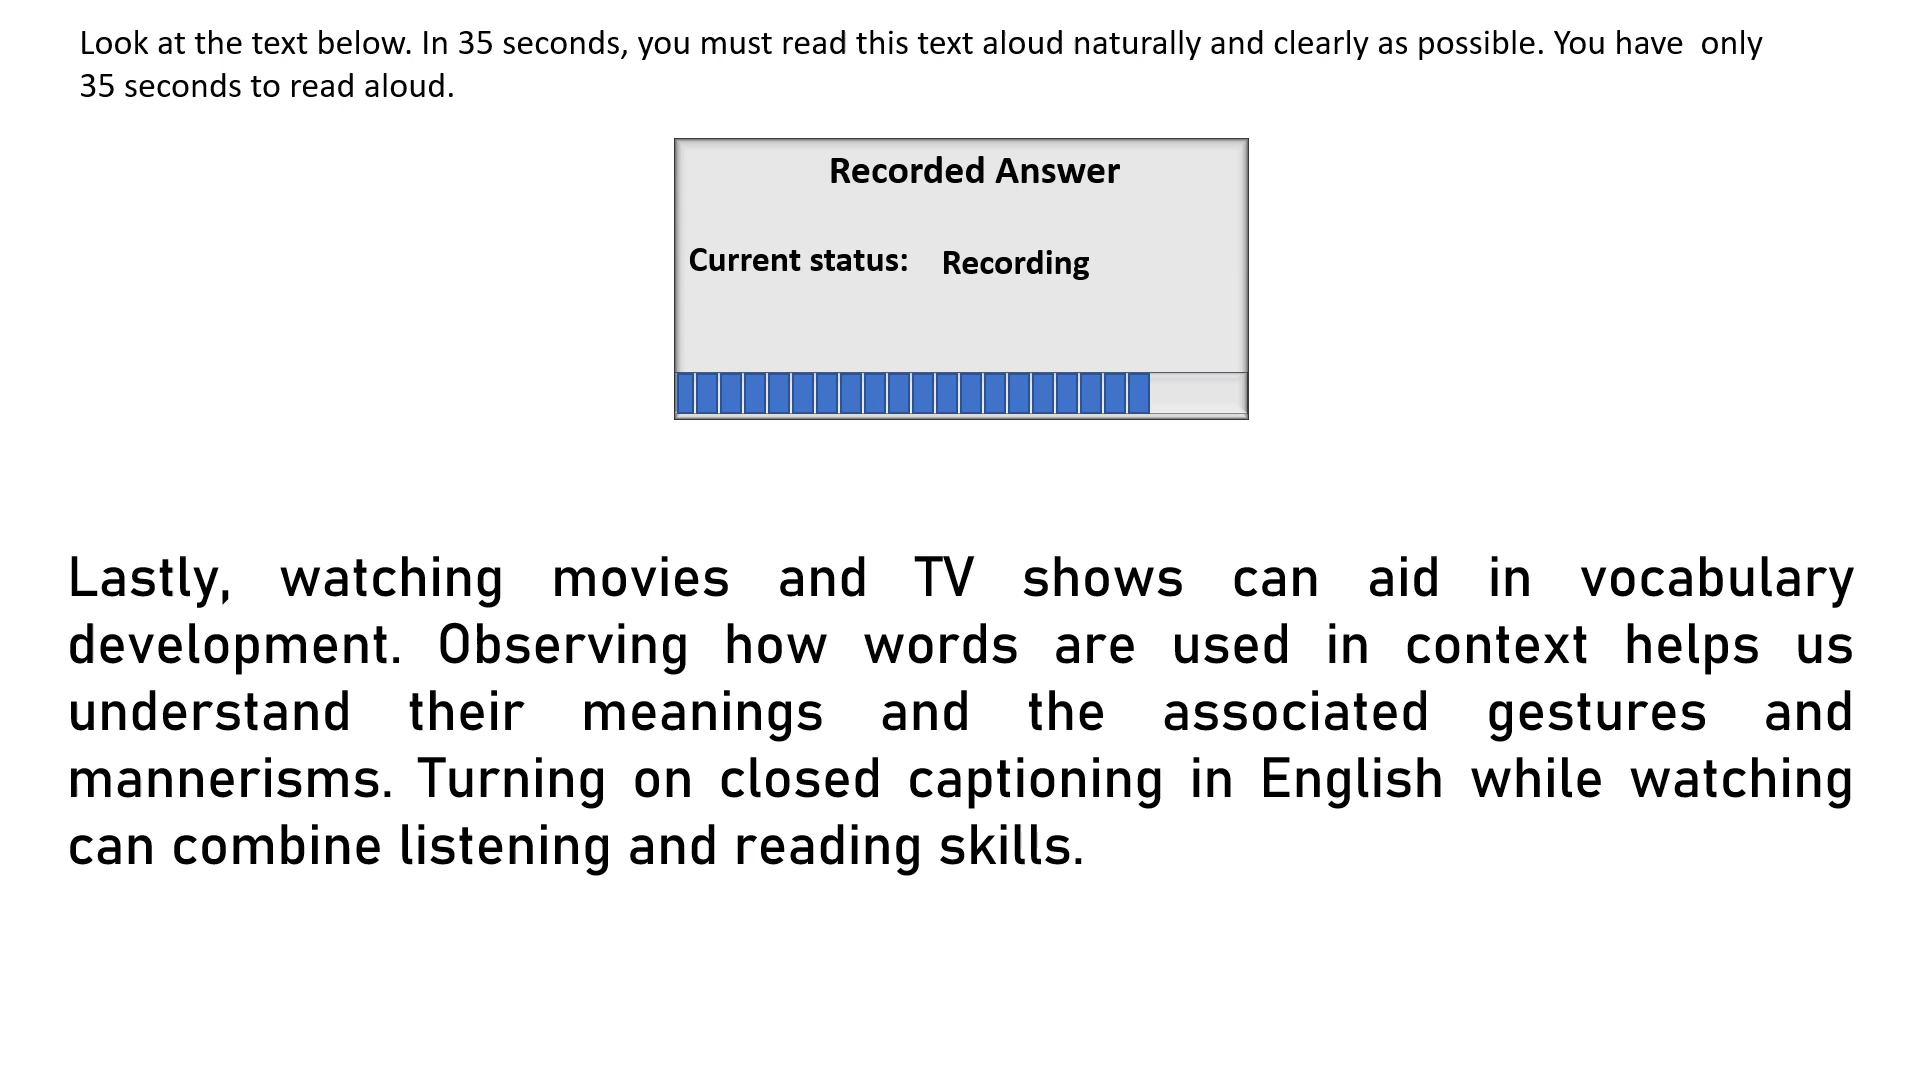 Look at the text below. In 35 seconds, you must read this text aloud naturally and clearly as possible. You have  only
35 seconds to read aloud.
Recorded Answer
Current status: Recording
Lastly, watching movies and TV shows can aid in vocabulary
development. Observing how words are used in context helps us
understand their meanings and the associated gestures and
mannerisms. Turning on closed captioning in English while watching
can combine listening and reading skills.